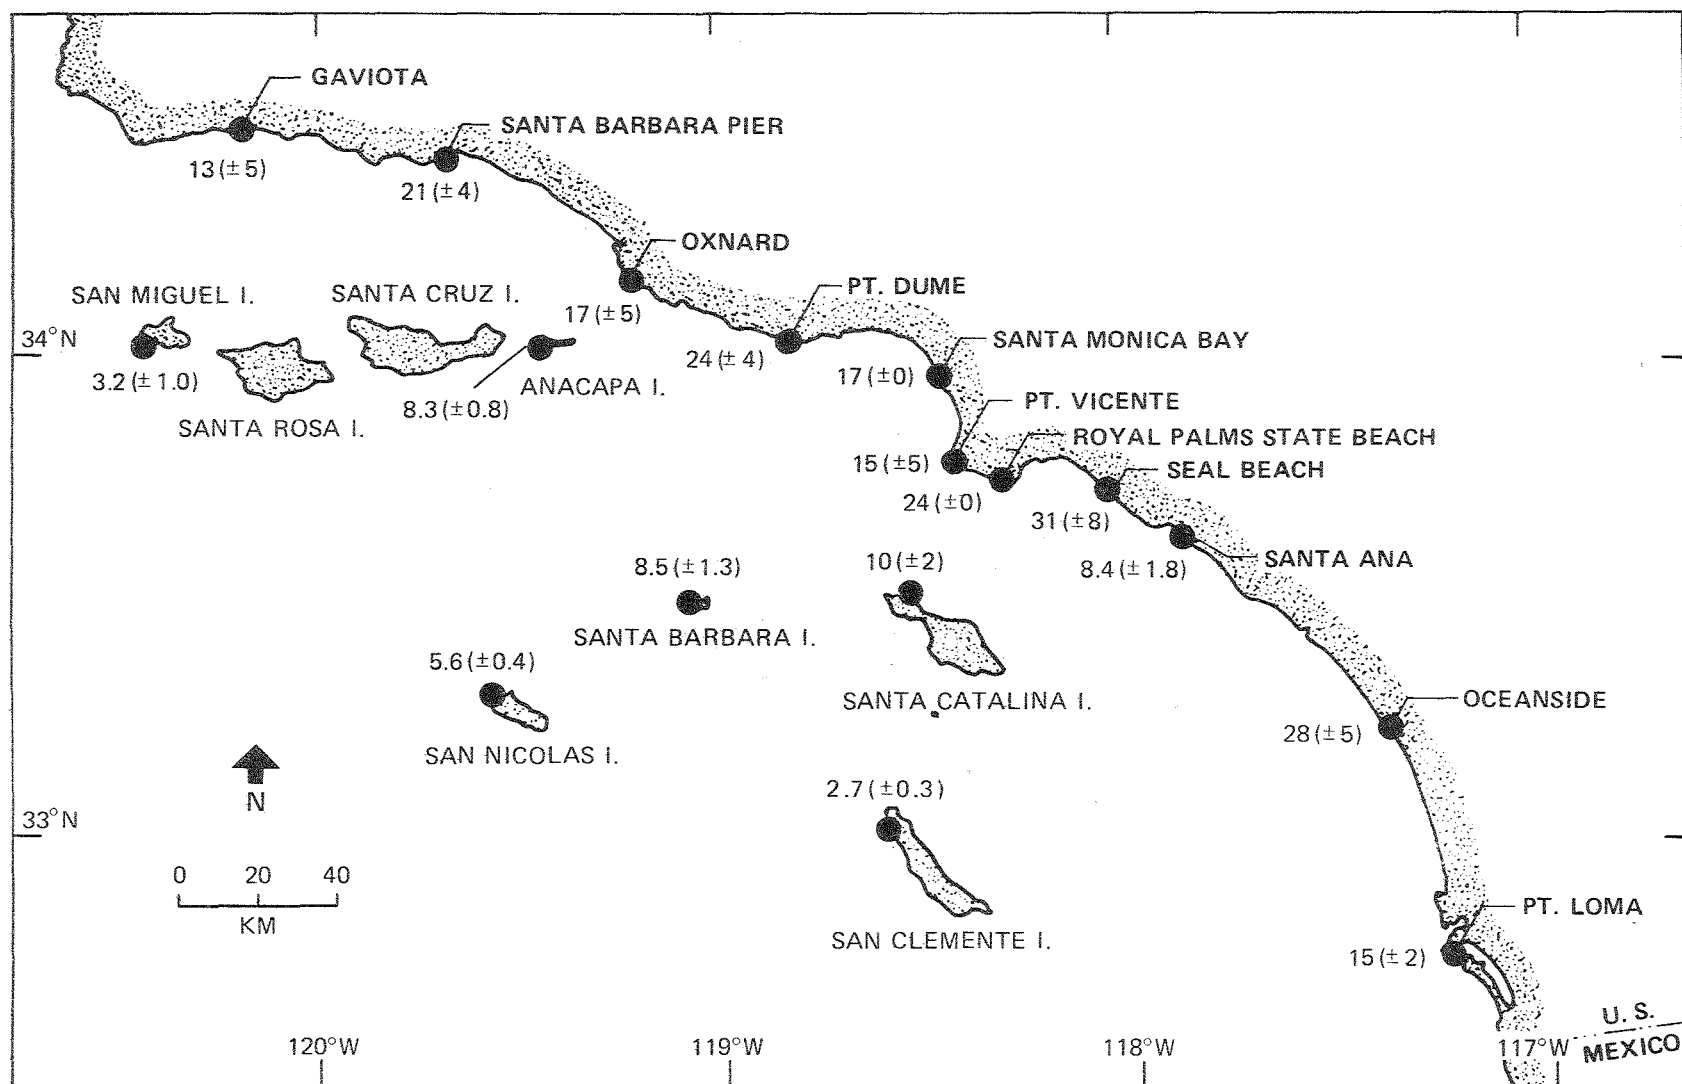 GAVIOTA
SANTA BARBARA PIER
13 (± 5)
21 (± 4)
OXNARD
SAN MIGUEL I.
SANTA CRUZ I.
PT. DUME
17 (± 5)
34°N
SANTA MONICA BAY
24 (± 4)
17 (±0)
3.2 (± 1.0)
ANACAPA I.
8.3 (±0.8)
PT. VICENTE
SANTA ROSA I.
ROYAL PALMS STATE BEACH
15 (±5)
SEAL BEACH
24 (±0)
31 (±8)
SANTA ANA
8.5 (± 1.3)
10 (±2)
8.4 (± 1.8)
SANTA BARBARA I.
5.6 (±0.4)
SANTA CATALINA I.
OCEANSIDE
28 (±5)
SAN NICOLAS I.
2.7 (±0.3)
N
33°N
0 20 40
KM
PT. LOMA
SAN CLEMENTE I.
15 (± 2)
U. S.
MEXICO
120°W 119°W 118°W 117°W